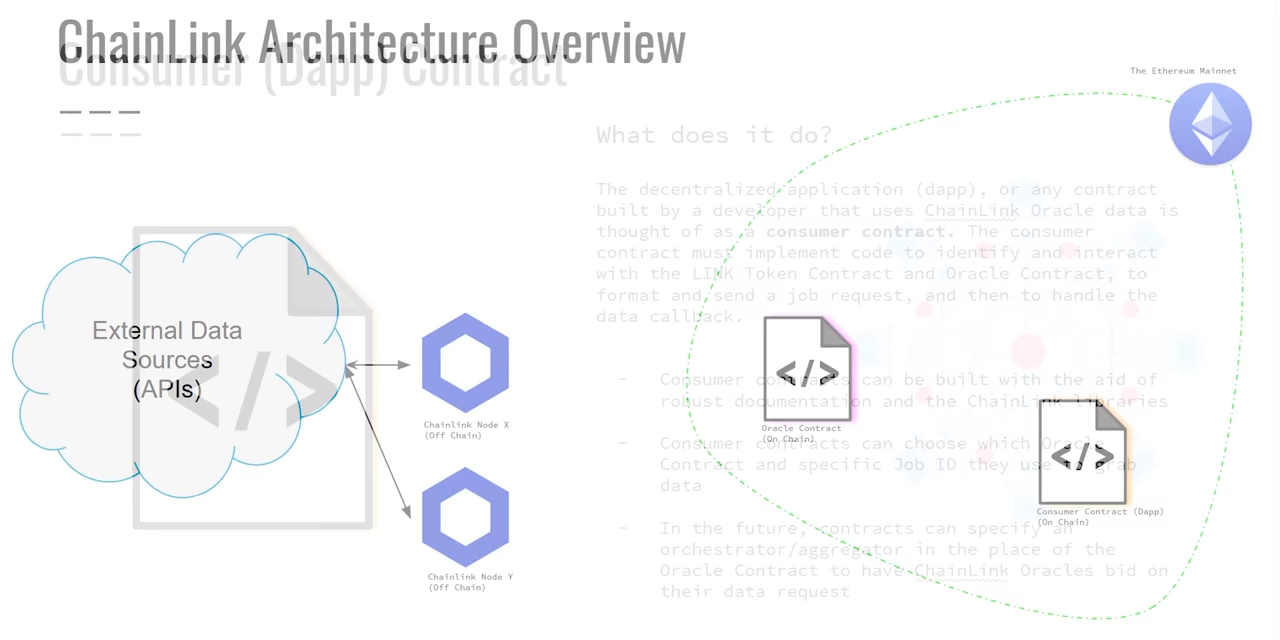 ChainLink Architecture Overview
Consumer (Dapp) Contract
The Ethereum Mainnet
What does it do?
The decentralized application (dapp), or any contract
built by a developer that uses ChainLink Oracle data is
thought of as a consumer contract. The consumer
contract must implement code to identify and interact
with the LINK Token Contract and Oracle Contract, to
format and send a job request, and then to handle the
data callback.
- Consumer contracts can be built with the aid of
robust documentation and the ChainLink libraries
- Consumer contracts can choose which Oracle
Contract and specific Job ID they use to grab
data
- In the future, contracts can specify an
orchestrator/aggregator in the place of the
Oracle Contract to have ChainLink Oracles bid on
their data request
External Data
Sources
(APIs)
</>
Chainlink Node X
(Off Chain)
Chainlink Node Y
(Off Chain)
</>
Oracle Contract
(On Chain)
</>
Consumer Contract (Dapp)
(On Chain)